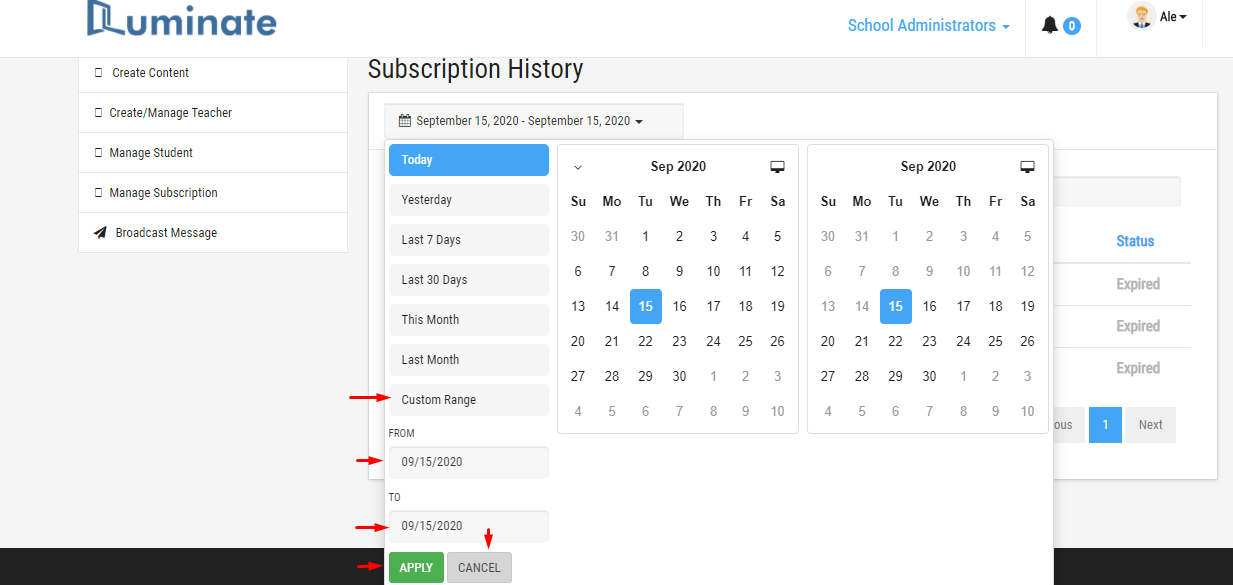 Luminate
School Administrators
0
Ale
Create Content
Create/Manage Teacher
Manage Student
Manage Subscription
Broadcast Message
Subscription History
September 15, 2020 - September 15, 2020
Today
Yesterday
Last 7 Days
Last 30 Days
This Month
Last Month
Custom Range
FROM
09/15/2020
TO
09/15/2020
APPLY CANCEL
Sep 2020
Su Mo Tu We Th Fr Sa
30 31 1 2 3 4 5
6 7 8 9 10 11 12
13 14 15 16 17 18 19
20 21 22 23 24 25 26
27 28 29 30 1 2 3
4 5 6 7 8 9 10
Sep 2020
Su Mo Tu We Th Fr Sa
30 31 1 2 3 4 5
6 7 8 9 10 11 12
13 14 15 16 17 18 19
20 21 22 23 24 25 26
27 28 29 30 1 2 3
4 5 6 7 8 9 10
Status
Expired
Expired
Expired
ous 1 Next